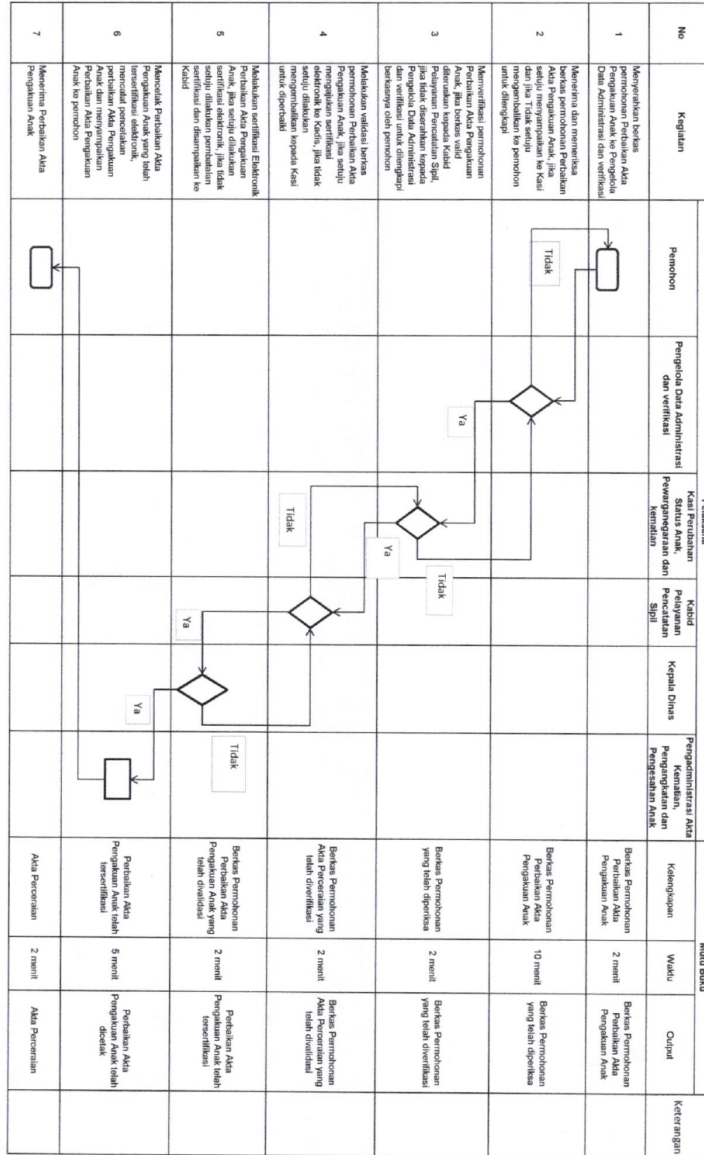 Pelaksana
Mutu Baku
No
Kegiatan
Pemohon
Pengelola Data Administrasi
dan verifikasi
Kasi Perubahan
Status Anak,
Pewarganegaraan dan
kematian
Kabid
Pelayanan
Pencatatan
Sipil
Kepala Dinas
Pengadministrasi Akta
Kematian,
Pengangkatan dan
Pengesahan Anak
Kelengkapan
Waktu
Output
Keterangan
1
Menyerahkan berkas
permohonan Perbaikan Akta
Pengakuan Anak ke Pengelola
Data Administrasi dan verifikasi
Berkas Permohonan
Perbaikan Akta
Pengakuan Anak
2 menit
Berkas Permohonan
Perbaikan Akta
Pengakuan Anak
2
Menerima dan memeriksa
berkas permohonan Perbaikan
Akta Pengakuan Anak, jika
setuju menyampaikan ke Kasi
dan jika Tidak setuju
mengembalikan ke pemohon
untuk dilengkapi
Tidak
Ya
Berkas Permohonan
Perbaikan Akta
Pengakuan Anak
10 menit
Berkas Permohonan
yang telah diperiksa
3
Memverifikasi permohonan
Perbaikan Akta Pengakuan
Anak, jika berkas valid
diteruskan kepada Kabid
Pelayanan Pencatatan Sipil,
jika tidak diserahkan kepada
Pengelola Data Administrasi
dan verifikasi untuk dilengkapi
berkasnya oleh pemohon
Tidak
Ya
Berkas Permohonan
yang telah diperiksa
2 menit
Berkas Permohonan
yang telah diverifikasi
4
Melakukan validasi berkas
permohonan Perbaikan Akta
Pengakuan Anak, jika setuju
mengajukan sertifikasi
elektronik ke Kadis, jika tidak
setuju dilakukan
mengembalikan kepada Kasi
untuk diperbaiki
Tidak
Ya
Berkas Permohonan
Akta Perceraian yang
telah diverifikasi
2 menit
Berkas Permohonan
Akta Perceraian yang
telah divalidasi
5
Melakukan sertifikasi Elektronik
Perbaikan Akta Pengakuan
Anak, jika setuju dilakukan
sertifikasi elektronik, jika tidak
setuju dilakukan pembatalan
sertifikasi dan disampaikan ke
Kabid
Tidak
Ya
Berkas Permohonan
Perbaikan Akta
Pengakuan Anak yang
telah divalidasi
2 menit
Perbaikan Akta
Pengakuan Anak telah
tersertifikasi
6
Mencetak Perbaikan Akta
Pengakuan Anak yang telah
tersertifikasi elektronik,
mencatat pencetakan
perbaikan Akta Pengakuan
Anak dan menyampaikan
Perbaikan Akta Pengakuan
Anak ke pemohon
Perbaikan Akta
Pengakuan Anak telah
tersertifikasi
5 menit
Perbaikan Akta
Pengakuan Anak telah
dicetak
7
Menerima Perbaikan Akta
Pengakuan Anak
Akta Perceraian
2 menit
Akta Perceraian